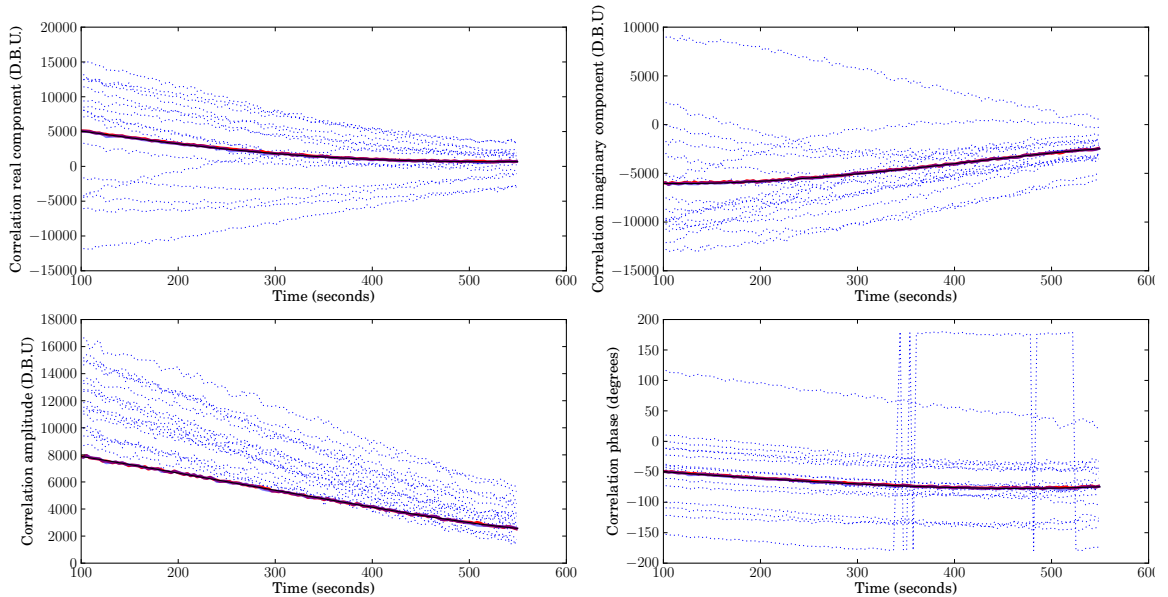 Correlation real component (D.B.U.)
20000
15000
10000
5000
0
−5000
−10000
−15000
100 200 300 400 500 600
Time (seconds)
Correlation imaginary component (D.B.U)
10000
5000
0
−5000
−10000
−15000
100 200 300 400 500 600
Time (seconds)
Correlation amplitude (D.B.U)
18000
16000
14000
12000
10000
8000
6000
4000
2000
0
100 200 300 400 500 600
Time (seconds)
Correlation phase (degrees)
200
150
100
50
0
−50
−100
−150
−200
100 200 300 400 500 600
Time (seconds)